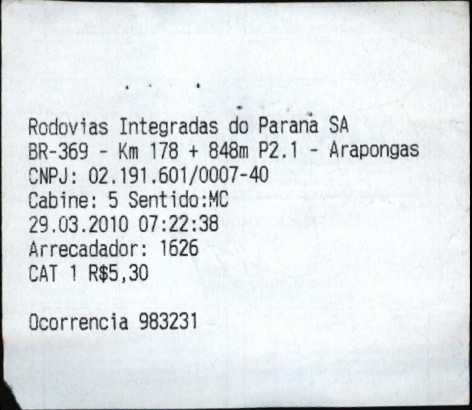 Rodovias Integradas do Paraná SA
BR-369 - Km 178 + 848m P2.1 - Arapongas
CNPJ: 02.191.601/0007-40
Cabine: 5 Sentido:MC
29.03.2010 07:22:38
Arrecadador: 1626
CAT 1 R$5,30
Ocorrencia 983231